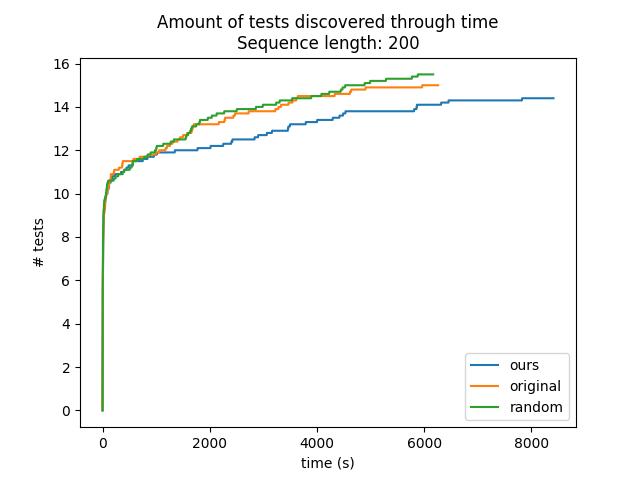 Amount of tests discovered through time
Sequence length: 200
16
14
12
10
8
6
4
2
0
# tests
0
2000
4000
6000
8000
time (s)
ours
original
random